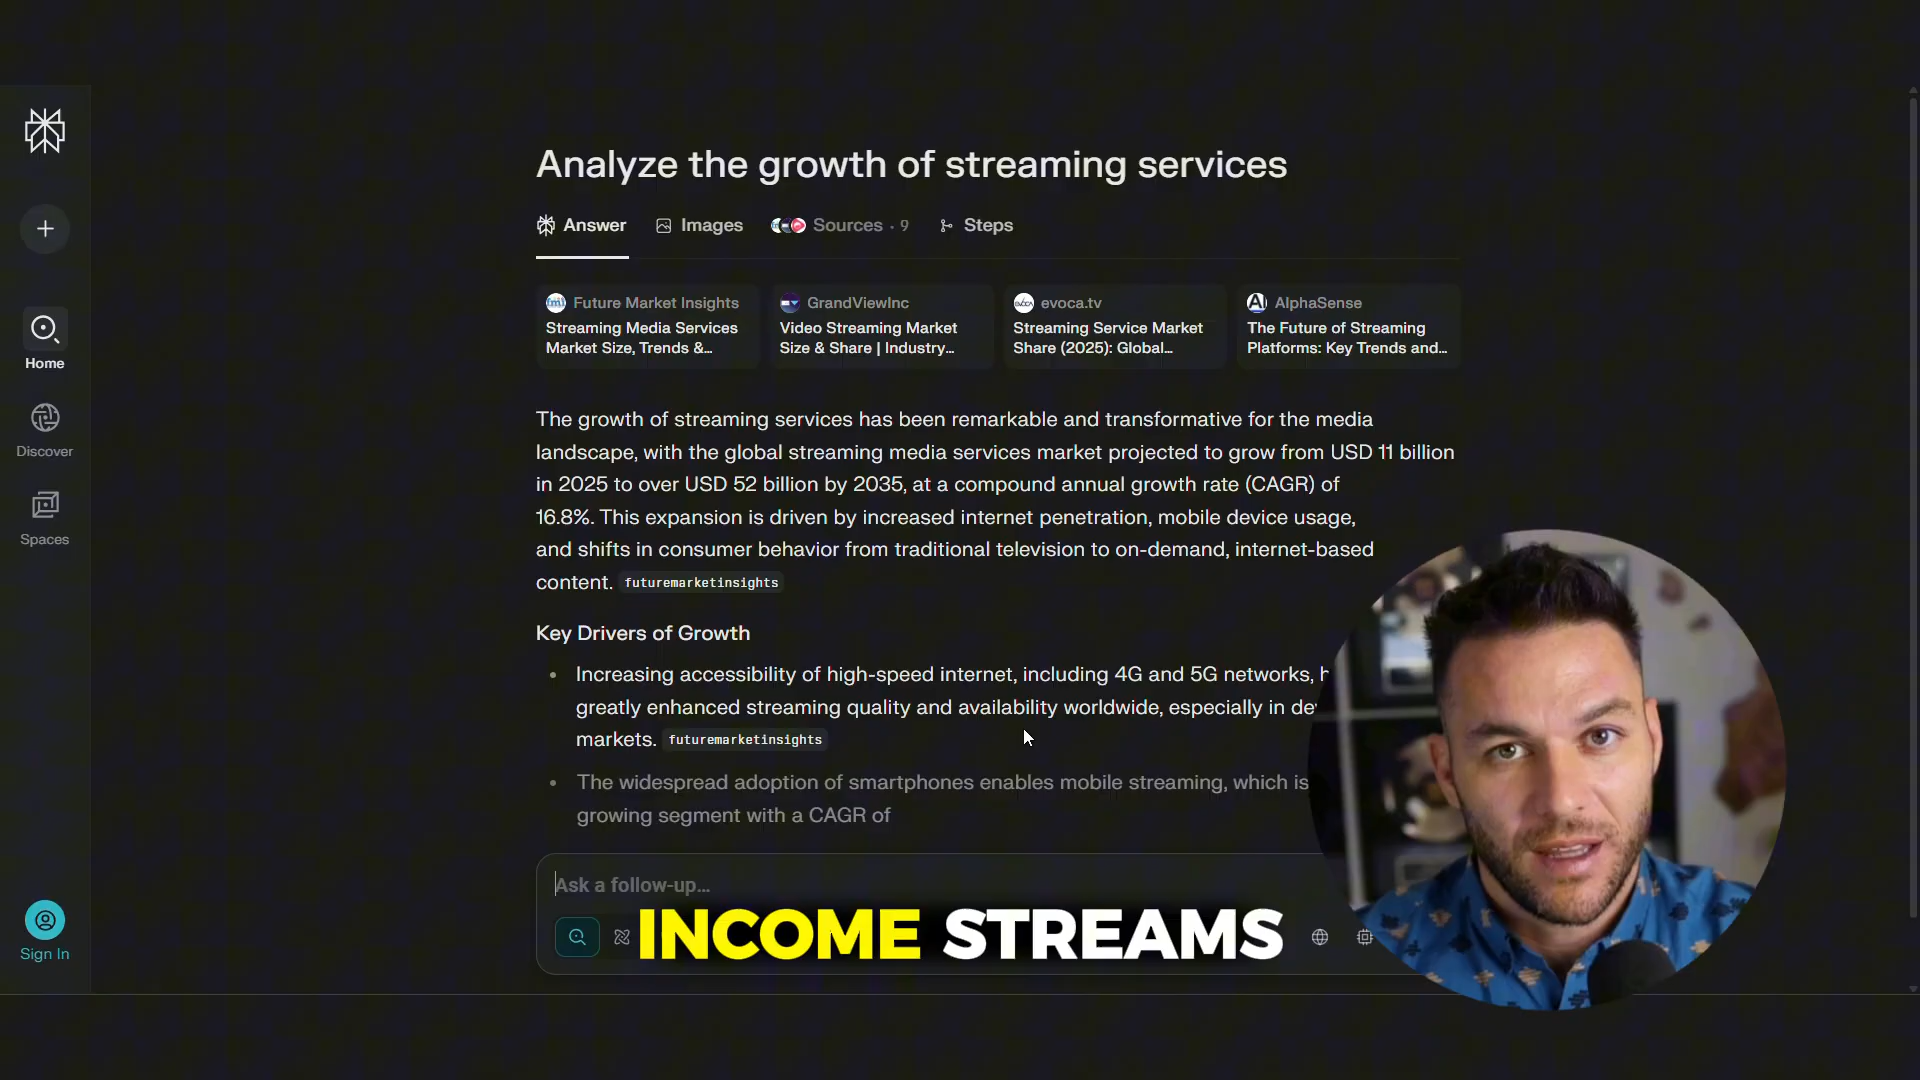 Analyze the growth of streaming services
Answer
Images
Sources · 9
Steps
Future Market Insights
Streaming Media Services
Market Size, Trends &...
GrandViewInc
Video Streaming Market
Size & Share | Industry...
evoca.tv
Streaming Service Market
Share (2025): Global...
AlphaSense
The Future of Streaming
Platforms: Key Trends and...
The growth of streaming services has been remarkable and transformative for the media
landscape, with the global streaming media services market projected to grow from USD 11 billion
in 2025 to over USD 52 billion by 2035, at a compound annual growth rate (CAGR) of
16.8%. This expansion is driven by increased internet penetration, mobile device usage,
and shifts in consumer behavior from traditional television to on-demand, internet-based
content. futuremarketinsights
Key Drivers of Growth
• Increasing accessibility of high-speed internet, including 4G and 5G networks,
greatly enhanced streaming quality and availability worldwide, especially in
markets. futuremarketinsights
• The widespread adoption of smartphones enables mobile streaming, which is
growing segment with a CAGR of
Ask a follow-up...
INCOME STREAMS
Home
Discover
Spaces
Sign In